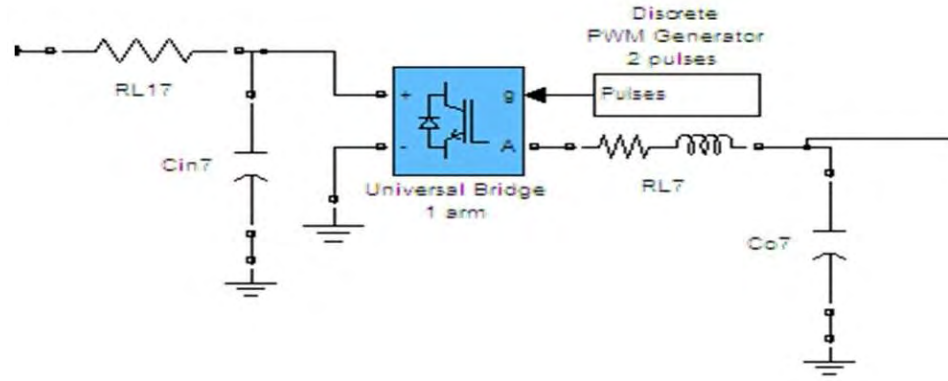 Discrete
PWM Generator
2 pulses
RL17
+
g
Pulses
-
A
Cin7
Universal Bridge
1 arm
RL7
Co7